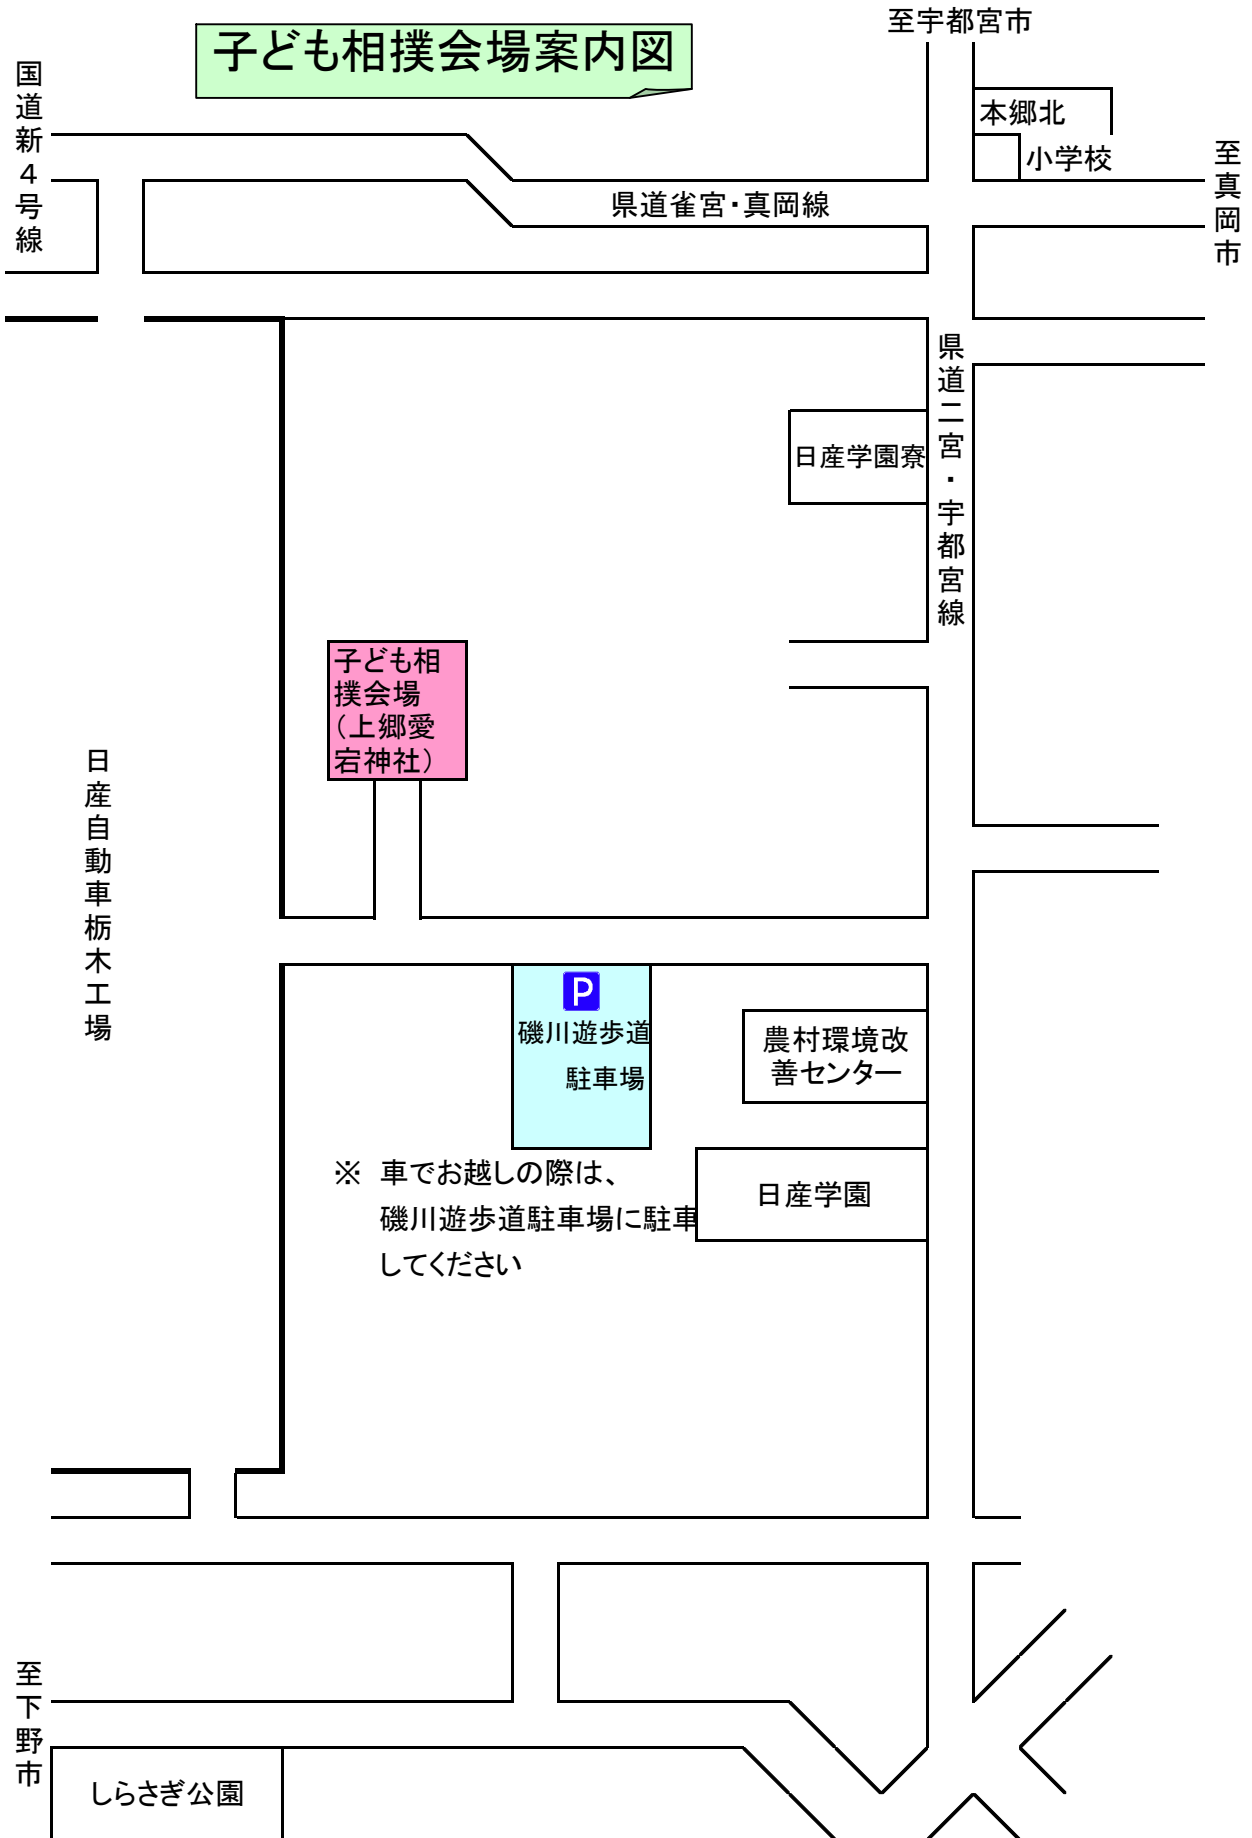 至宇都宮市
子ども相撲会場案内図
国道新4号線
本郷北
小学校
至真岡市
県道雀宮・真岡線
県道二宮・宇都宮線
日産学園寮
子ども相
撲会場
（上郷愛
宕神社）
日産自動車栃木工場
P
磯川遊歩道
駐車場
農村環境改
善センター
※ 車でお越しの際は、
磯川遊歩道駐車場に駐車
してください
日産学園
至下野市
しらさぎ公園